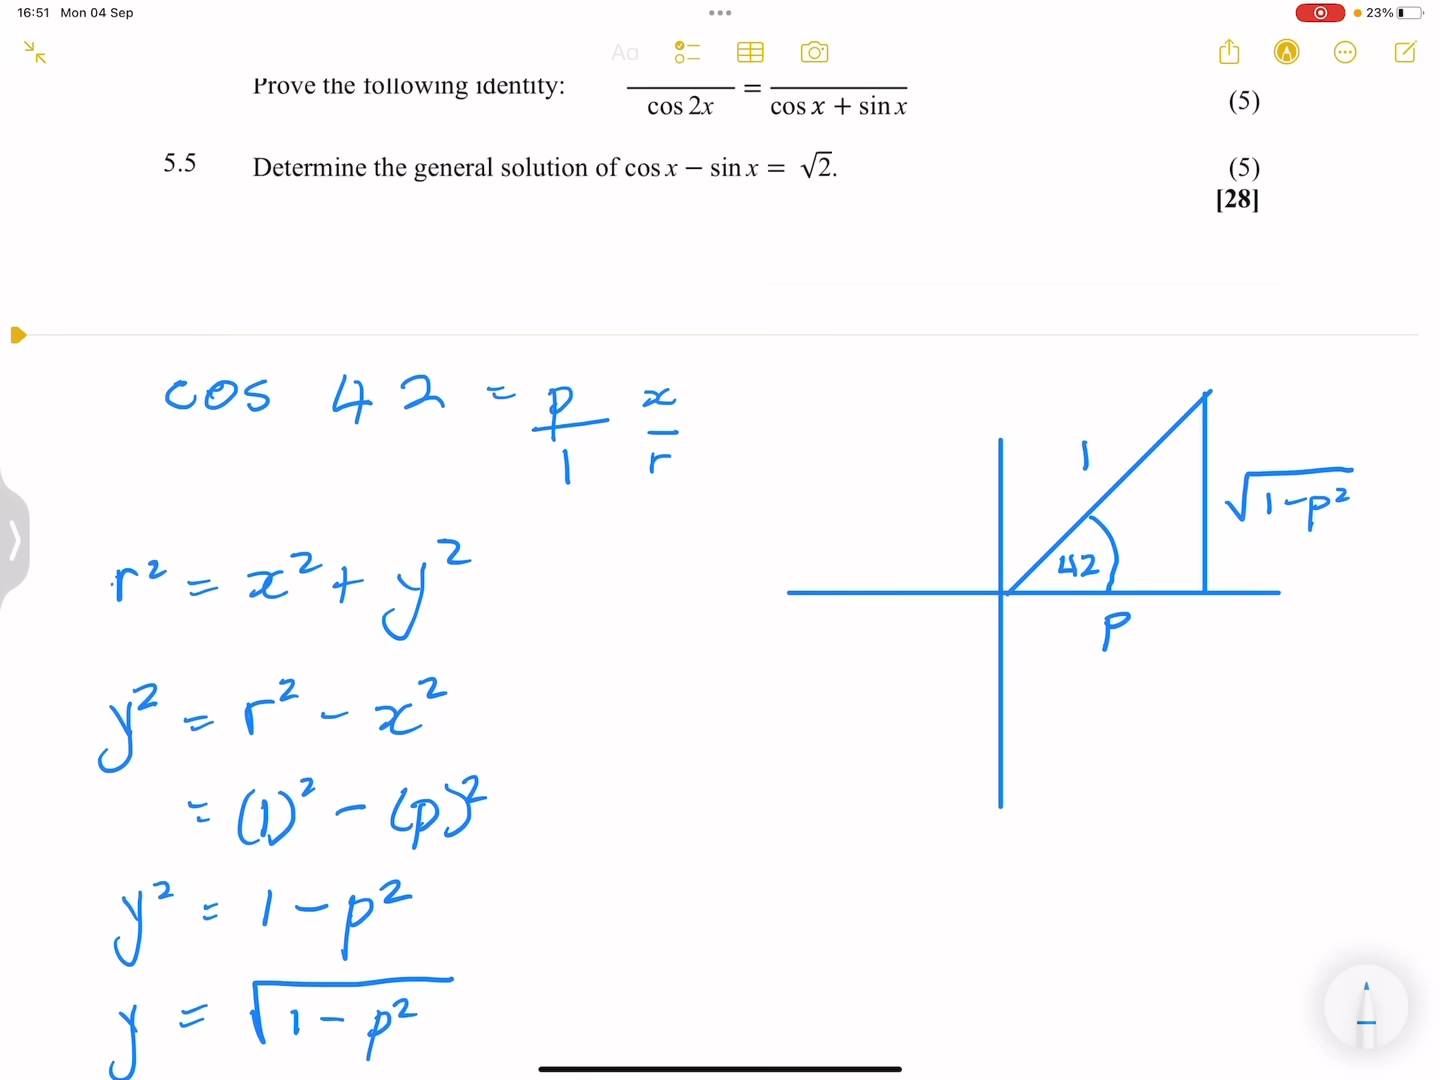 16:51 Mon 04 Sep
23%
Aa
Prove the following identity: / cos 2x = / cos x + sin x (5)
5.5 Determine the general solution of cos x − sin x = √2. (5)
[28]
cos 42 = p/1 x/r
r² = x² + y²
y² = r² - x²
= (1)² - (p)²
y² = 1 - p²
y = √1 - p²
1
√1-p²
42
p